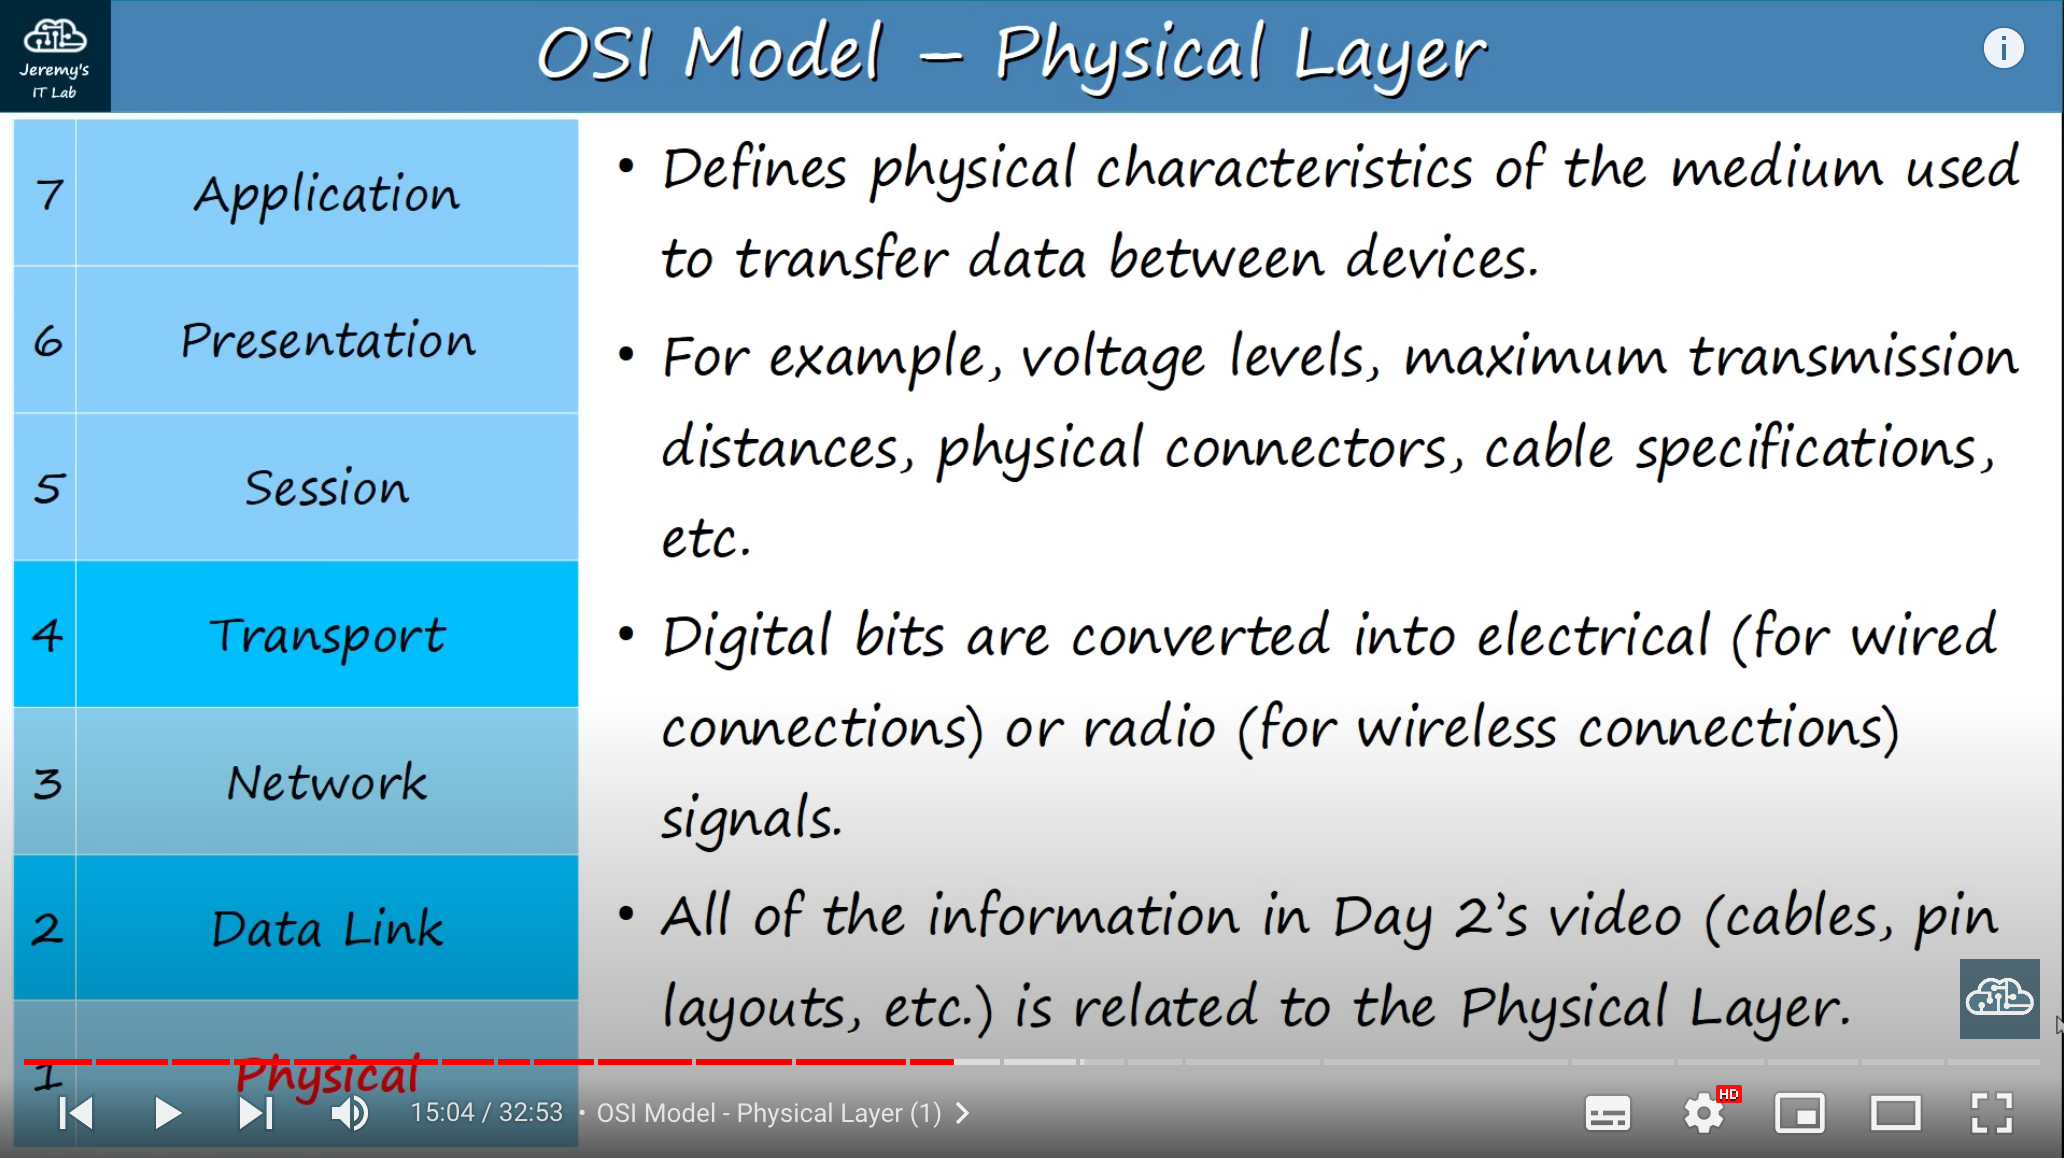 Jeremy's
IT Lab
OSI Model – Physical Layer
7 Application
6 Presentation
5 Session
4 Transport
3 Network
2 Data Link
1 Physical
• Defines physical characteristics of the medium used
to transfer data between devices.
• For example, voltage levels, maximum transmission
distances, physical connectors, cable specifications,
etc.
• Digital bits are converted into electrical (for wired
connections) or radio (for wireless connections)
signals.
• All of the information in Day 2's video (cables, pin
layouts, etc.) is related to the Physical Layer.
15:04 / 32:53 • OSI Model - Physical Layer (1)
HD